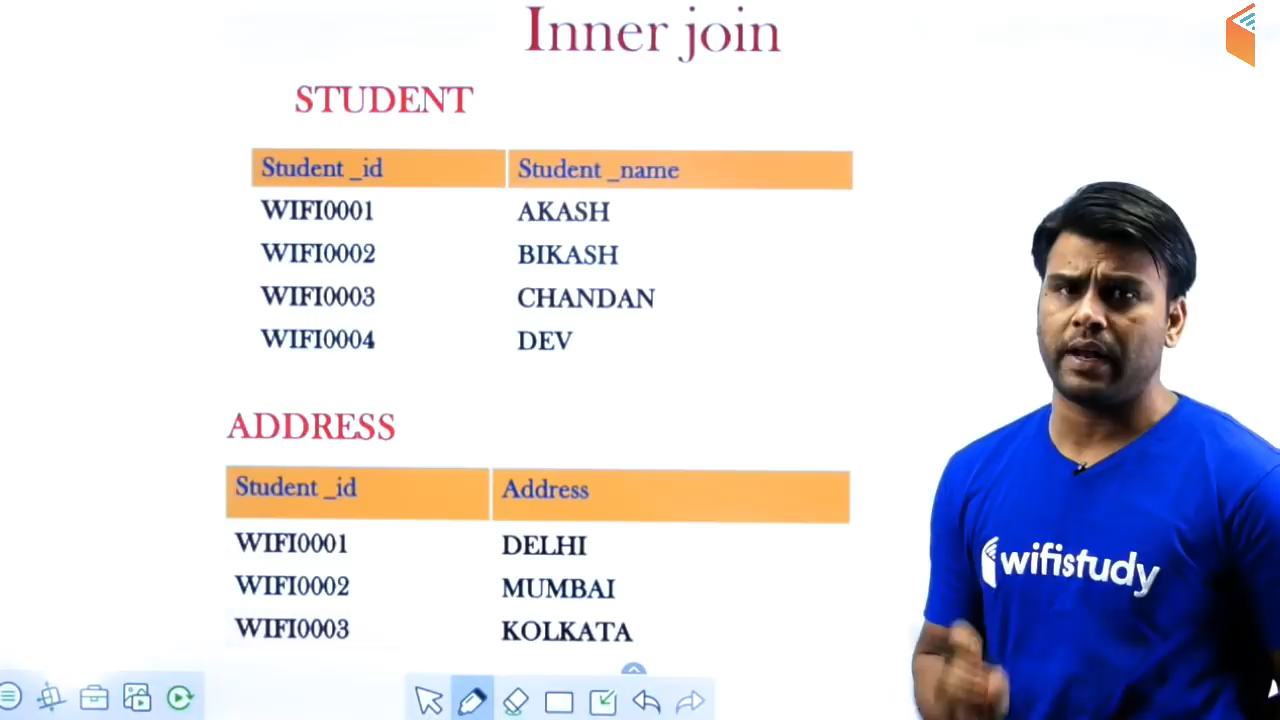 Inner join
STUDENT
Student _id Student _name
WIFI0001 AKASH
WIFI0002 BIKASH
WIFI0003 CHANDAN
WIFI0004 DEV
ADDRESS
Student _id Address
WIFI0001 DELHI
WIFI0002 MUMBAI
WIFI0003 KOLKATA
wifistudy